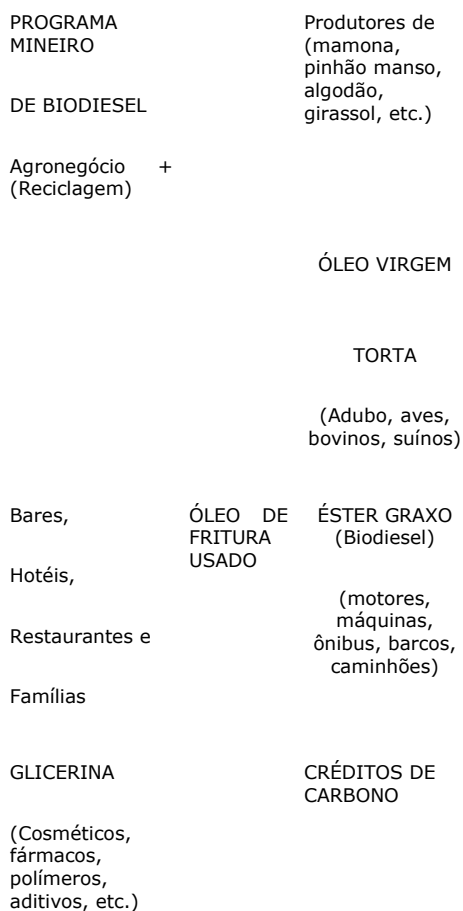 PROGRAMA
MINEIRO
DE BIODIESEL
Agronegócio +
(Reciclagem)
Produtores de
(mamona,
pinhão manso,
algodão,
girassol, etc.)
ÓLEO VIRGEM
TORTA
(Adubo, aves,
bovinos, suínos)
Bares,
Hotéis,
Restaurantes e
Famílias
ÓLEO DE
FRITURA
USADO
ÉSTER GRAXO
(Biodiesel)
(motores,
máquinas,
ônibus, barcos,
caminhões)
GLICERINA
(Cosméticos,
fármacos,
polímeros,
aditivos, etc.)
CRÉDITOS DE
CARBONO